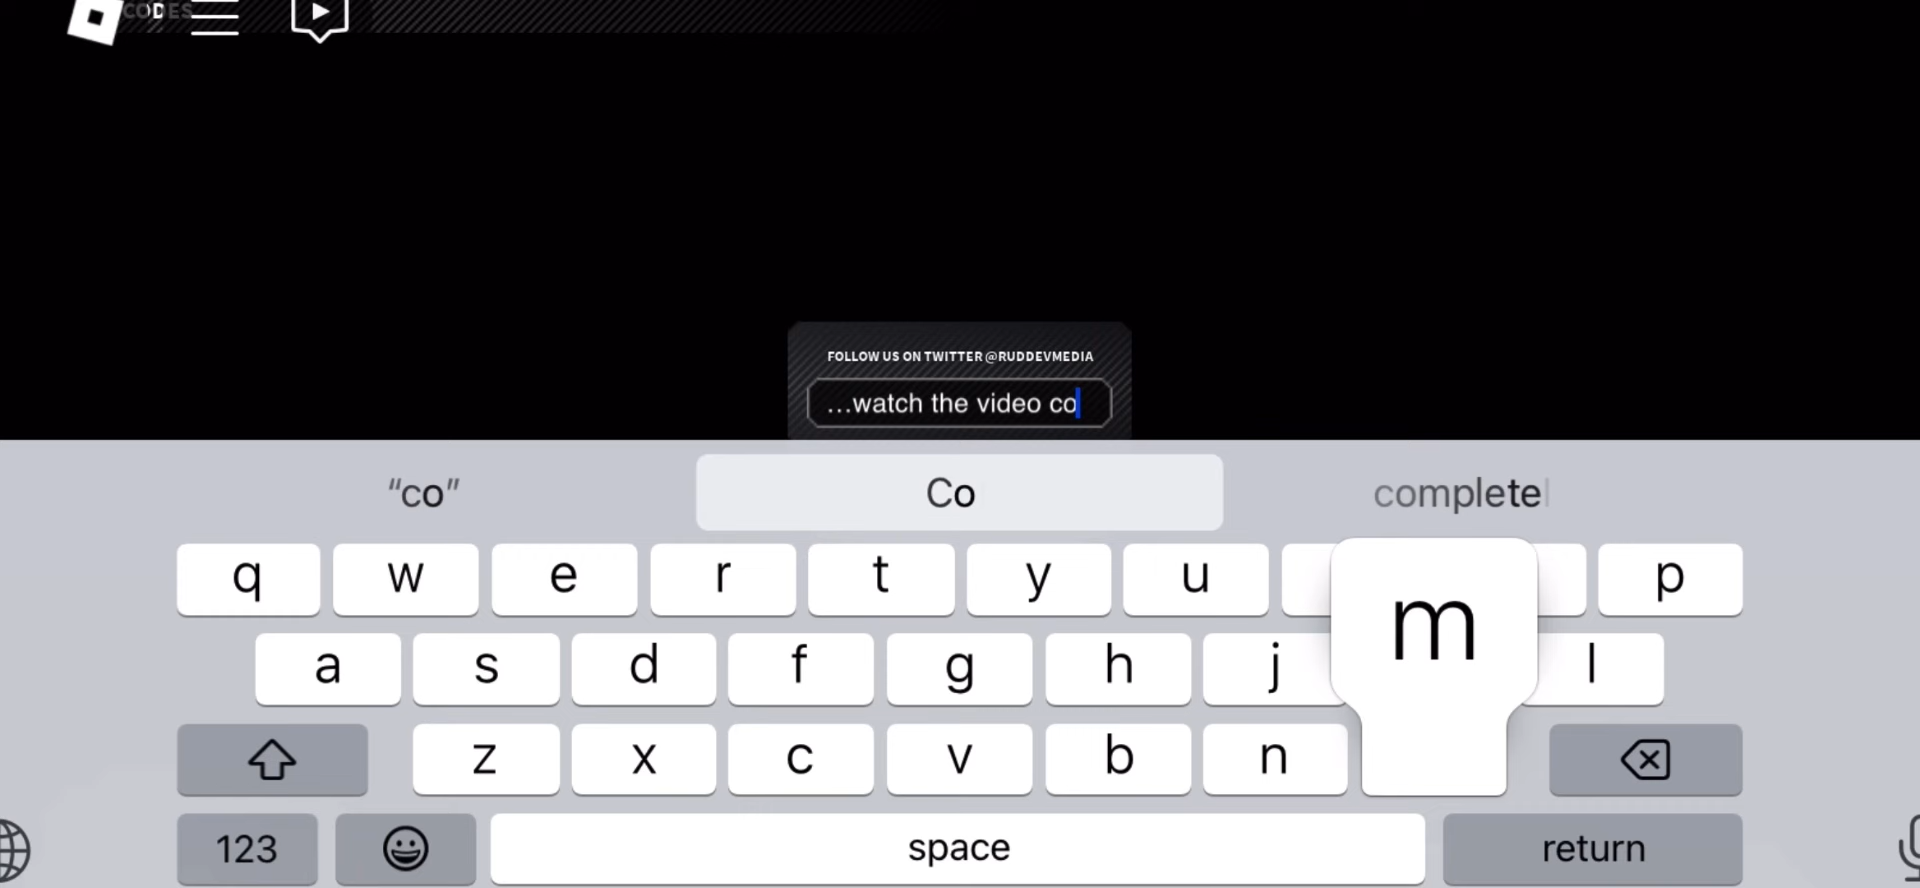 CODES
FOLLOW US ON TWITTER @RUDDEVMEDIA
...watch the video co
“co” Co complete
q w e r t y u p
a s d f g h j l
m
z x c v b n
123 space return